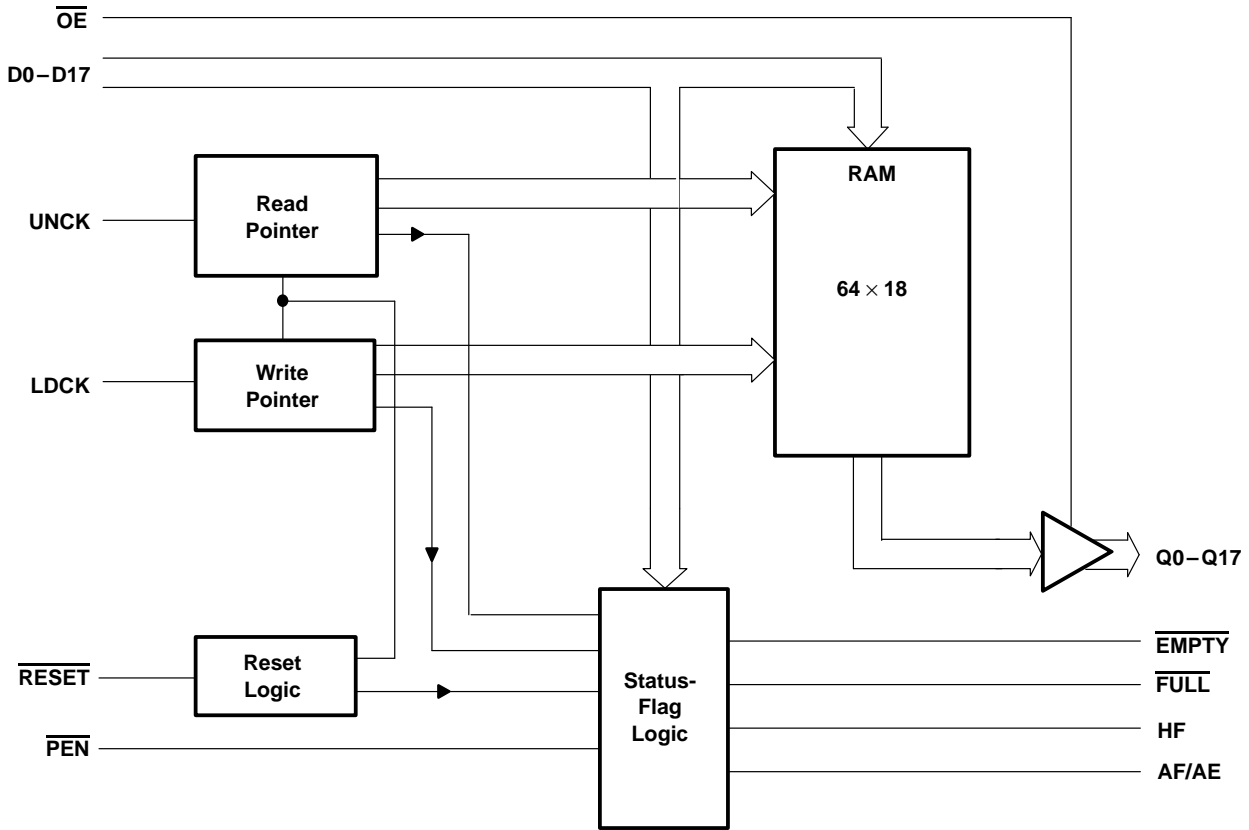 OE
D0–D17
RAM
Read
Pointer
UNCK
64 × 18
Write
Pointer
LDCK
Q0–Q17
EMPTY
Reset
Logic
RESET
Status-
Flag
Logic
FULL
HF
PEN
AF/AE